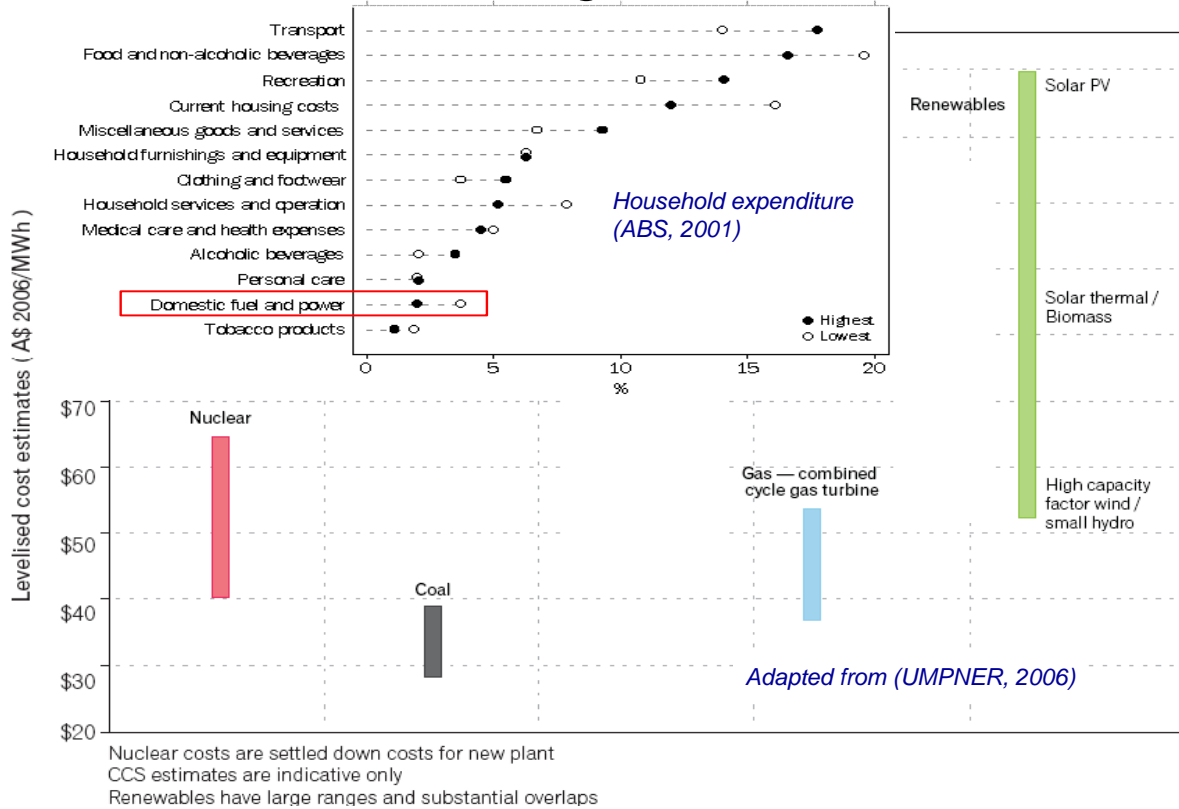 Transport
Food and non-alcoholic beverages
Recreation
Current housing costs
Miscellaneous goods and services
Household furnishings and equipment
Clothing and footwear
Household services and operation
Medical care and health expenses
Alcoholic beverages
Personal care
Domestic fuel and power
Tobacco products
0 5 10 15 20
%
Highest
Lowest
Household expenditure
(ABS, 2001)
Renewables
Solar PV
Solar thermal /
Biomass
High capacity
factor wind /
small hydro
Levelised cost estimates ( A$ 2006/MWh )
$70
$60
$50
$40
$30
$20
Nuclear
Coal
Gas — combined
cycle gas turbine
Adapted from (UMPNER, 2006)
Nuclear costs are settled down costs for new plant
CCS estimates are indicative only
Renewables have large ranges and substantial overlaps